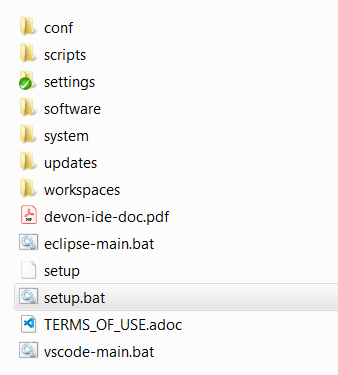 conf
scripts
settings
software
system
updates
workspaces
devon-ide-doc.pdf
eclipse-main.bat
setup
setup.bat
TERMS_OF_USE.adoc
vscode-main.bat